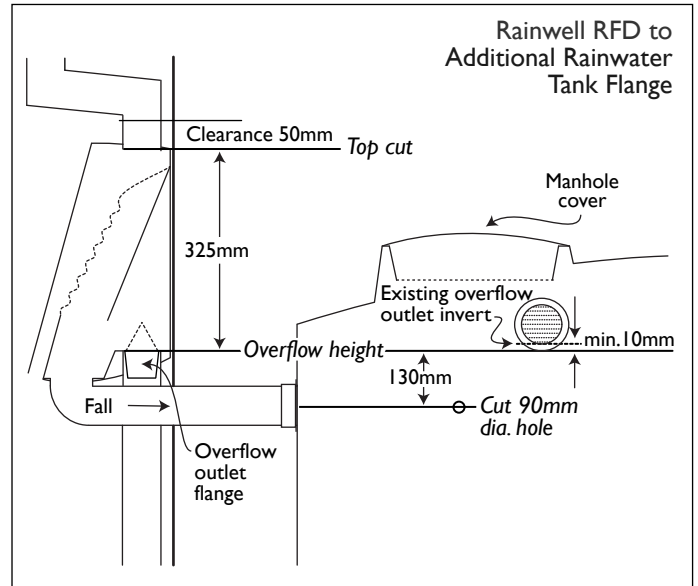 Rainwell RFD to
Additional Rainwater
Tank Flange
Clearance 50mm
Top cut
Manhole
cover
325mm
Existing overflow
outlet invert
min.10mm
Overflow height
130mm
Fall
Cut 90mm
dia. hole
Overflow
outlet
flange